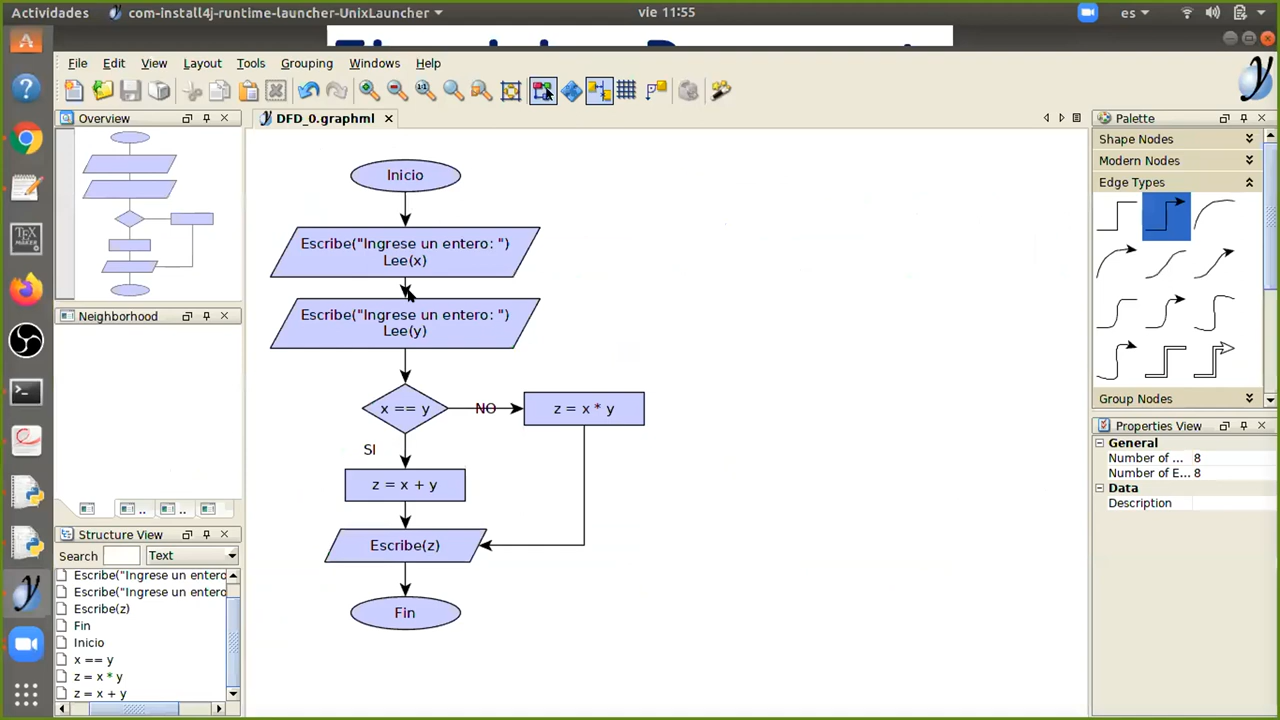 Actividades
com-install4j-runtime-launcher-UnixLauncher
vie 11:55
es
File Edit View Layout Tools Grouping Windows Help
Overview
DFD_0.graphml
Palette
Shape Nodes
Modern Nodes
Edge Types
Inicio
Escribe("Ingrese un entero: ")
Lee(x)
Escribe("Ingrese un entero: ")
Lee(y)
x == y
NO
z = x * y
SI
z = x + y
Escribe(z)
Fin
Neighborhood
..
..
Structure View
Search
Text
Escribe("Ingrese un entero
Escribe("Ingrese un entero
Escribe(z)
Fin
Inicio
x == y
z = x * y
z = x + y
Group Nodes
Properties View
General
Number of ... 8
Number of E... 8
Data
Description
TEX
MAKER